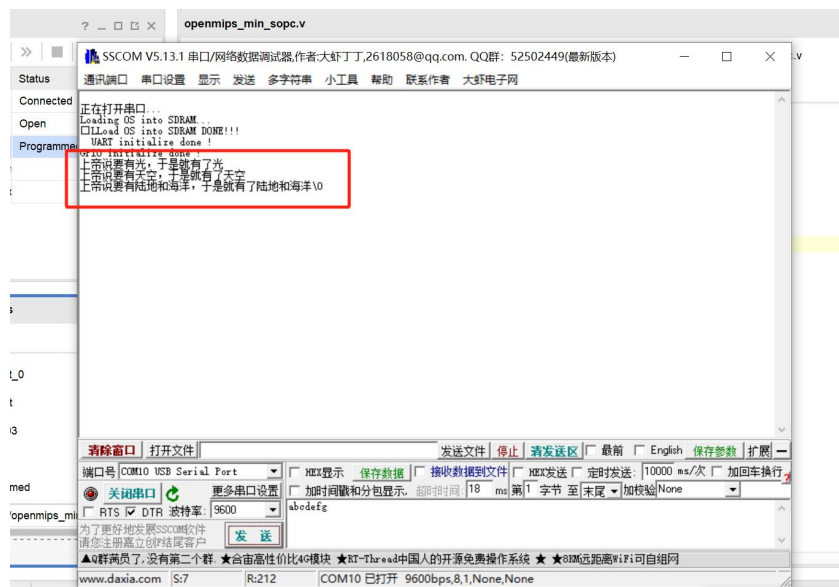 openmips_min_sopc.v
SSCOM V5.13.1 串口/网络数据调试器,作者:大虾丁丁,2618058@qq.com. QQ群: 52502449(最新版本)
.v
Status
通讯端口 串口设置 显示 发送 多字符串 小工具 帮助 联系作者 大虾电子网
Connected
正在打开串口...
Loading OS into SDRAM...
Open
□LLoad OS into SDRAM DONE!!!
UART initialize done !
Programmed
GPIO initialize done !
上帝说要有光，于是就有了光
上帝说要有天空，于是就有了天空
上帝说要有陆地和海洋，于是就有了陆地和海洋\0
s
t_0
t
03
清除窗口 打开文件 发送文件 停止 清发送区 最前 English 保存参数 扩展 —
端口号 COM10 USB Serial Port HEX显示 保存数据 接收数据到文件 HEX发送 定时发送: 10000 ms/次 加回车换行
med
关闭串口 更多串口设置 加时间戳和分包显示, 超时时间: 18 ms 第 1 字节 至 末尾 加校验 None
RTS DTR 波特率: 9600 abcdefg
/openmips_mi
为了更好地发展SSCOM软件
请您注册嘉立创F结尾客户
发 送
▲Q群满员了,没有第二个群. ★合宙高性价比4G模块 ★RT-Thread中国人的开源免费操作系统 ★ ★8KM远距离WiFi可自组网
www.daxia.com S:7 R:212 COM10 已打开 9600bps,8,1,None,None